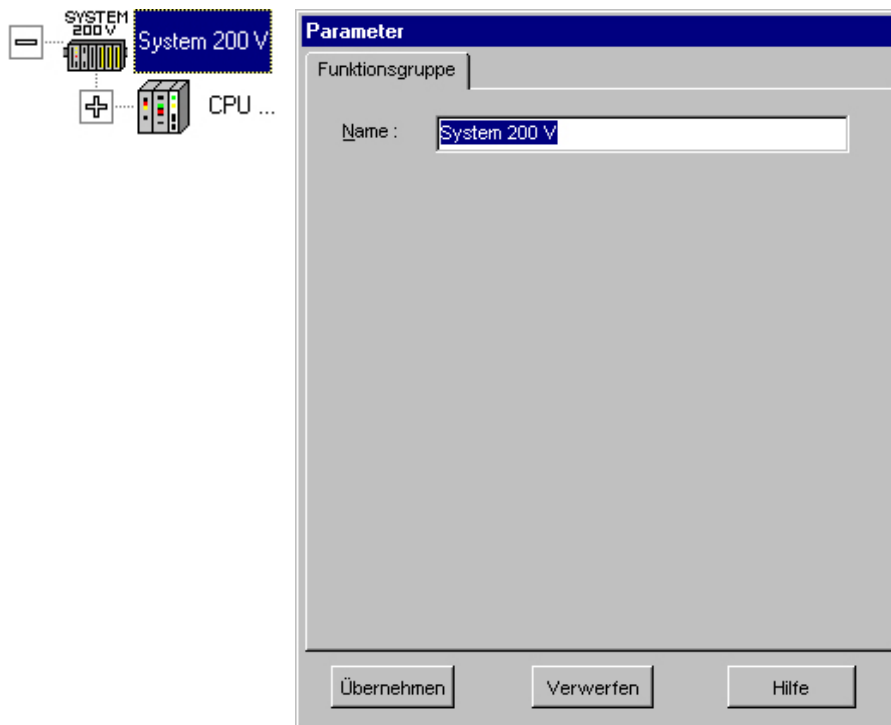 SYSTEM
200 V
System 200 V
CPU ...
Parameter
Funktionsgruppe
Name :
System 200 V
Übernehmen
Verwerfen
Hilfe